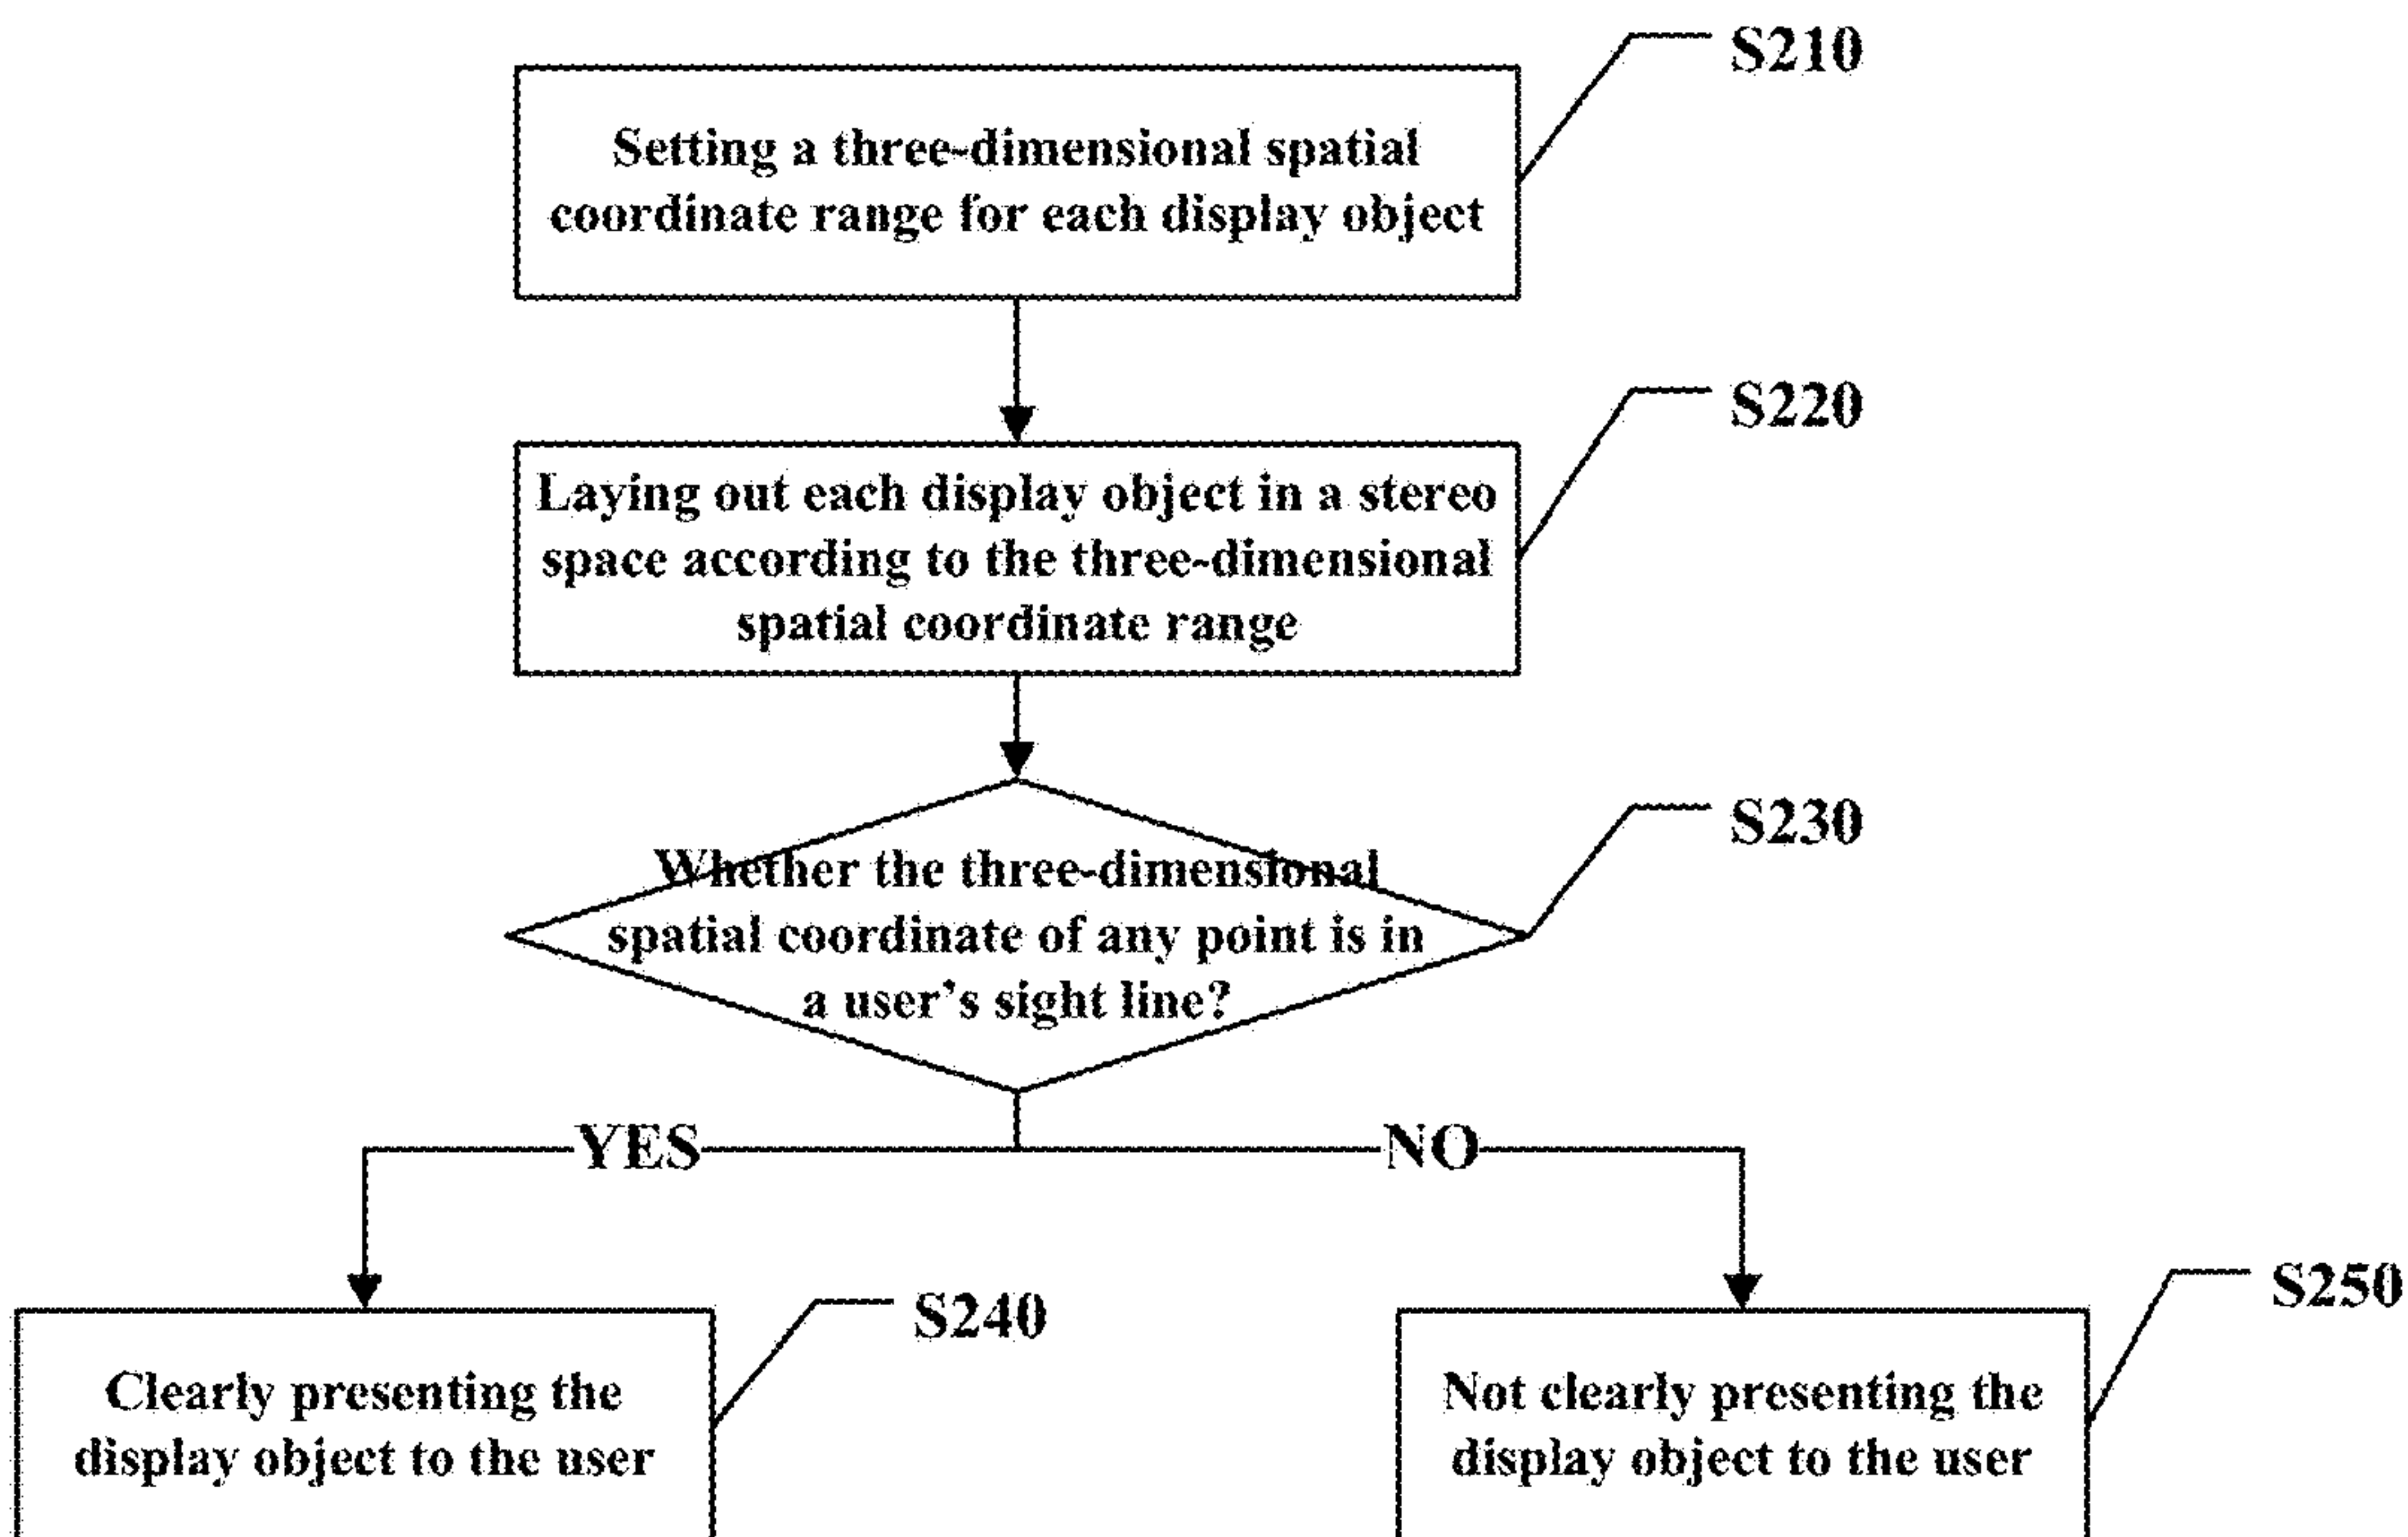 S210
Setting a three-dimensional spatial
coordinate range for each display object
S220
Laying out each display object in a stereo
space according to the three-dimensional
spatial coordinate range
S230
Whether the three-dimensional
spatial coordinate of any point is in
a user's sight line?
YES
NO
S240
Clearly presenting the
display object to the user
S250
Not clearly presenting the
display object to the user